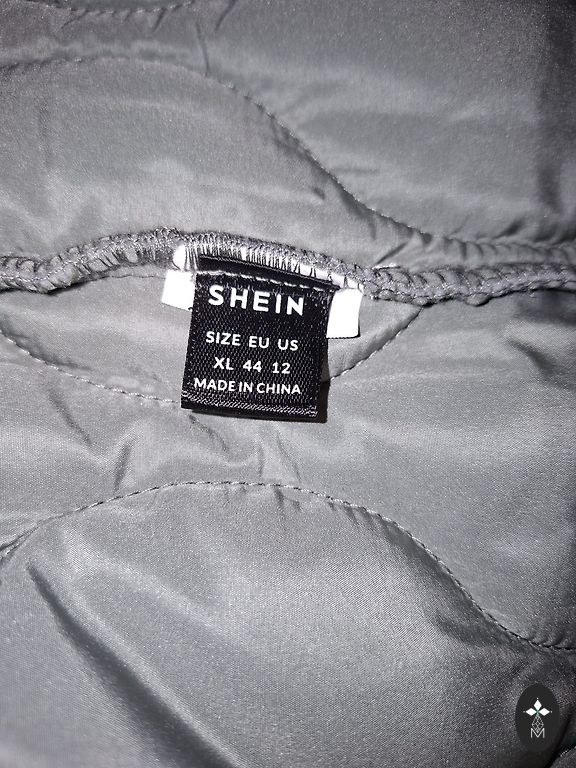 SHEIN
SIZE EU US
XL 44 12
MADE IN CHINA
M